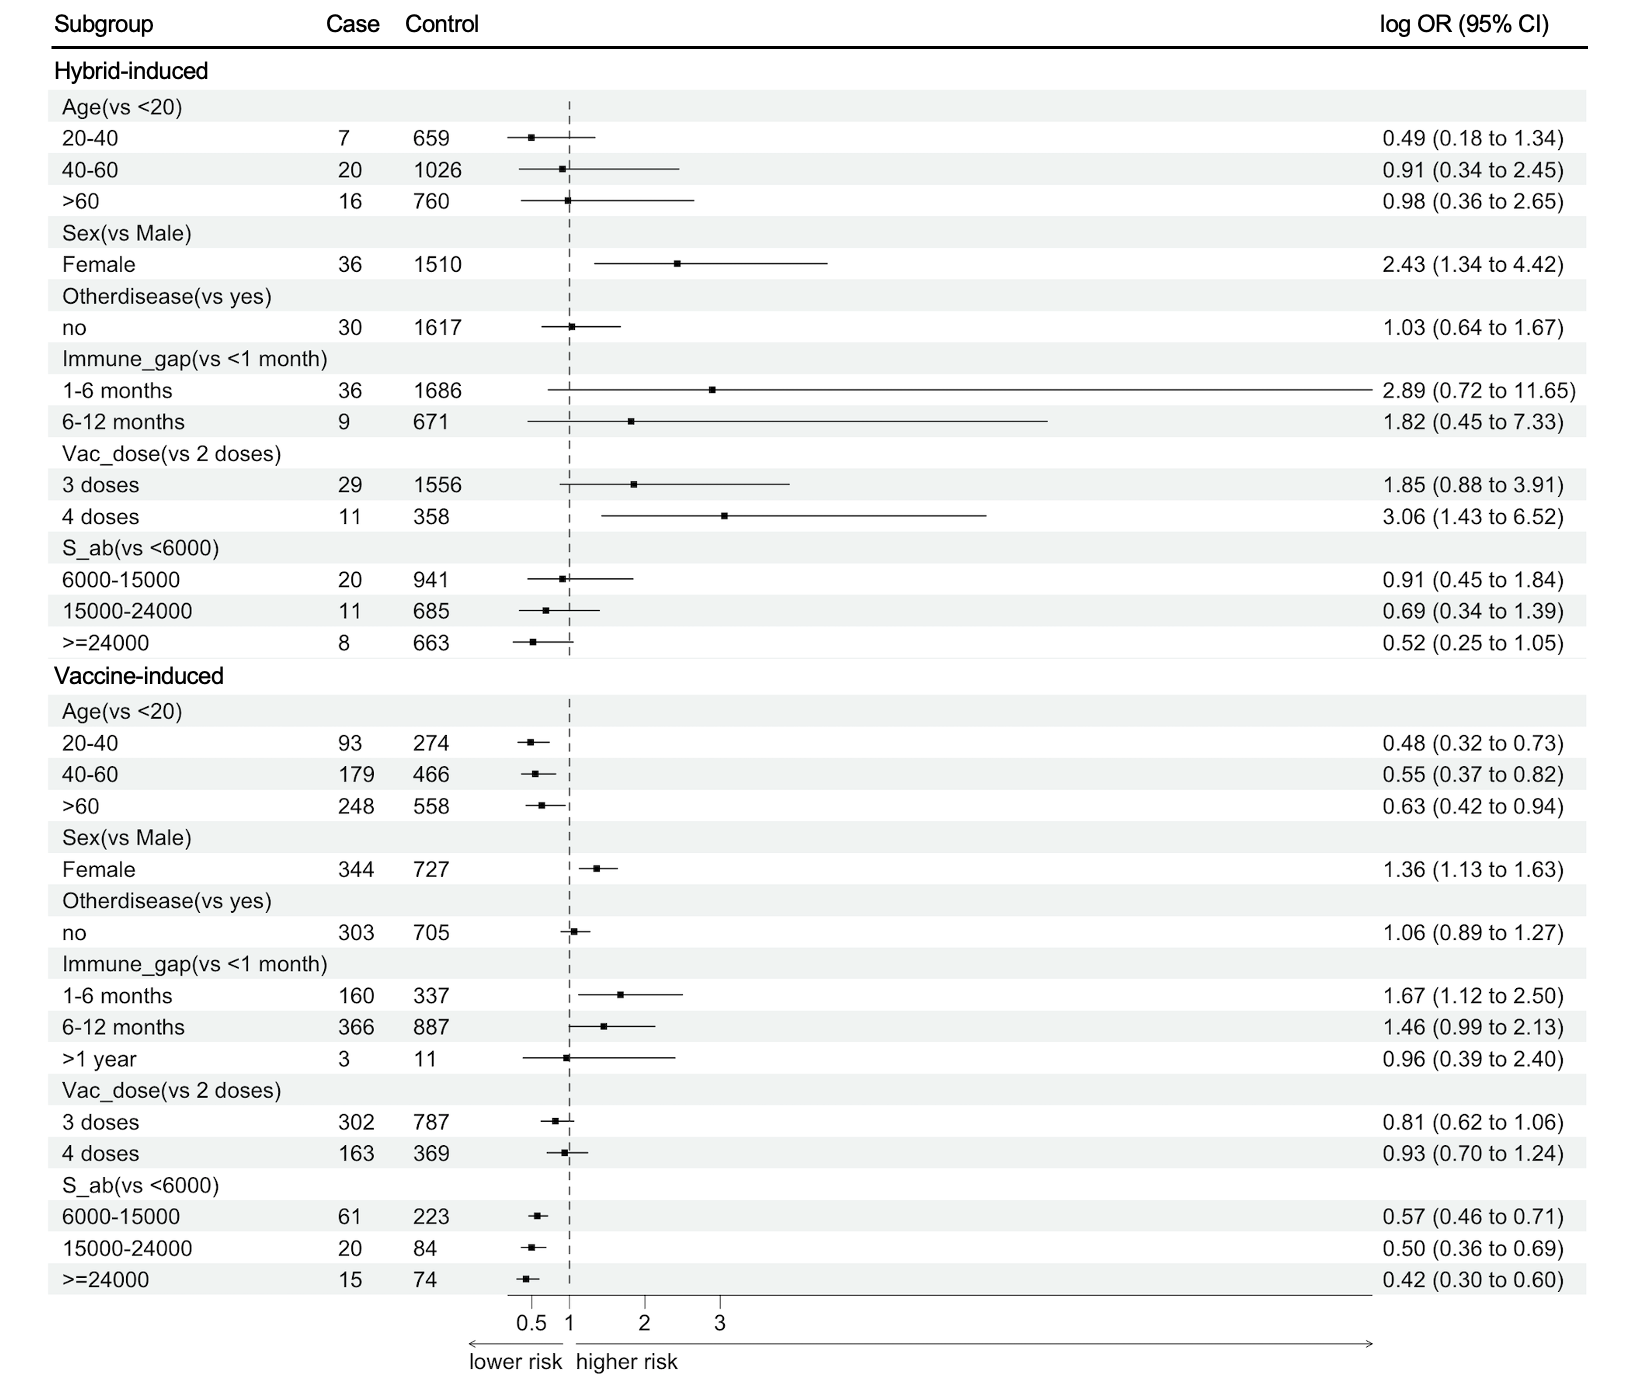 Subgroup Case Control log OR (95% CI)
Hybrid-induced
Age(vs <20)
20-40 7 659 0.49 (0.18 to 1.34)
40-60 20 1026 0.91 (0.34 to 2.45)
>60 16 760 0.98 (0.36 to 2.65)
Sex(vs Male)
Female 36 1510 2.43 (1.34 to 4.42)
Otherdisease(vs yes)
no 30 1617 1.03 (0.64 to 1.67)
Immune_gap(vs <1 month)
1-6 months 36 1686 2.89 (0.72 to 11.65)
6-12 months 9 671 1.82 (0.45 to 7.33)
Vac_dose(vs 2 doses)
3 doses 29 1556 1.85 (0.88 to 3.91)
4 doses 11 358 3.06 (1.43 to 6.52)
S_ab(vs <6000)
6000-15000 20 941 0.91 (0.45 to 1.84)
15000-24000 11 685 0.69 (0.34 to 1.39)
>=24000 8 663 0.52 (0.25 to 1.05)
Vaccine-induced
Age(vs <20)
20-40 93 274 0.48 (0.32 to 0.73)
40-60 179 466 0.55 (0.37 to 0.82)
>60 248 558 0.63 (0.42 to 0.94)
Sex(vs Male)
Female 344 727 1.36 (1.13 to 1.63)
Otherdisease(vs yes)
no 303 705 1.06 (0.89 to 1.27)
Immune_gap(vs <1 month)
1-6 months 160 337 1.67 (1.12 to 2.50)
6-12 months 366 887 1.46 (0.99 to 2.13)
>1 year 3 11 0.96 (0.39 to 2.40)
Vac_dose(vs 2 doses)
3 doses 302 787 0.81 (0.62 to 1.06)
4 doses 163 369 0.93 (0.70 to 1.24)
S_ab(vs <6000)
6000-15000 61 223 0.57 (0.46 to 0.71)
15000-24000 20 84 0.50 (0.36 to 0.69)
>=24000 15 74 0.42 (0.30 to 0.60)
0.5 1 2 3
lower risk higher risk